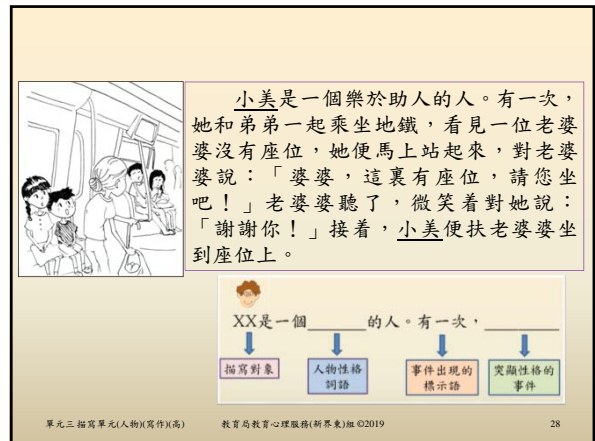 小美是一個樂於助人的人。有一次，
她和弟弟一起乘坐地鐵，看見一位老婆
婆沒有座位，她便馬上站起來，對老婆
婆說：「婆婆，這裏有座位，請您坐
吧！」老婆婆聽了，微笑着對她說：
「謝謝你！」接着，小美便扶老婆婆坐
到座位上。
XX是一個______的人。有一次，________
描寫對象
人物性格
詞語
事件出現的
標示語
突顯性格的
事件
單元三 描寫單元(人物)(寫作)(高)
教育局教育心理服務(新界東)組 ©2019
28